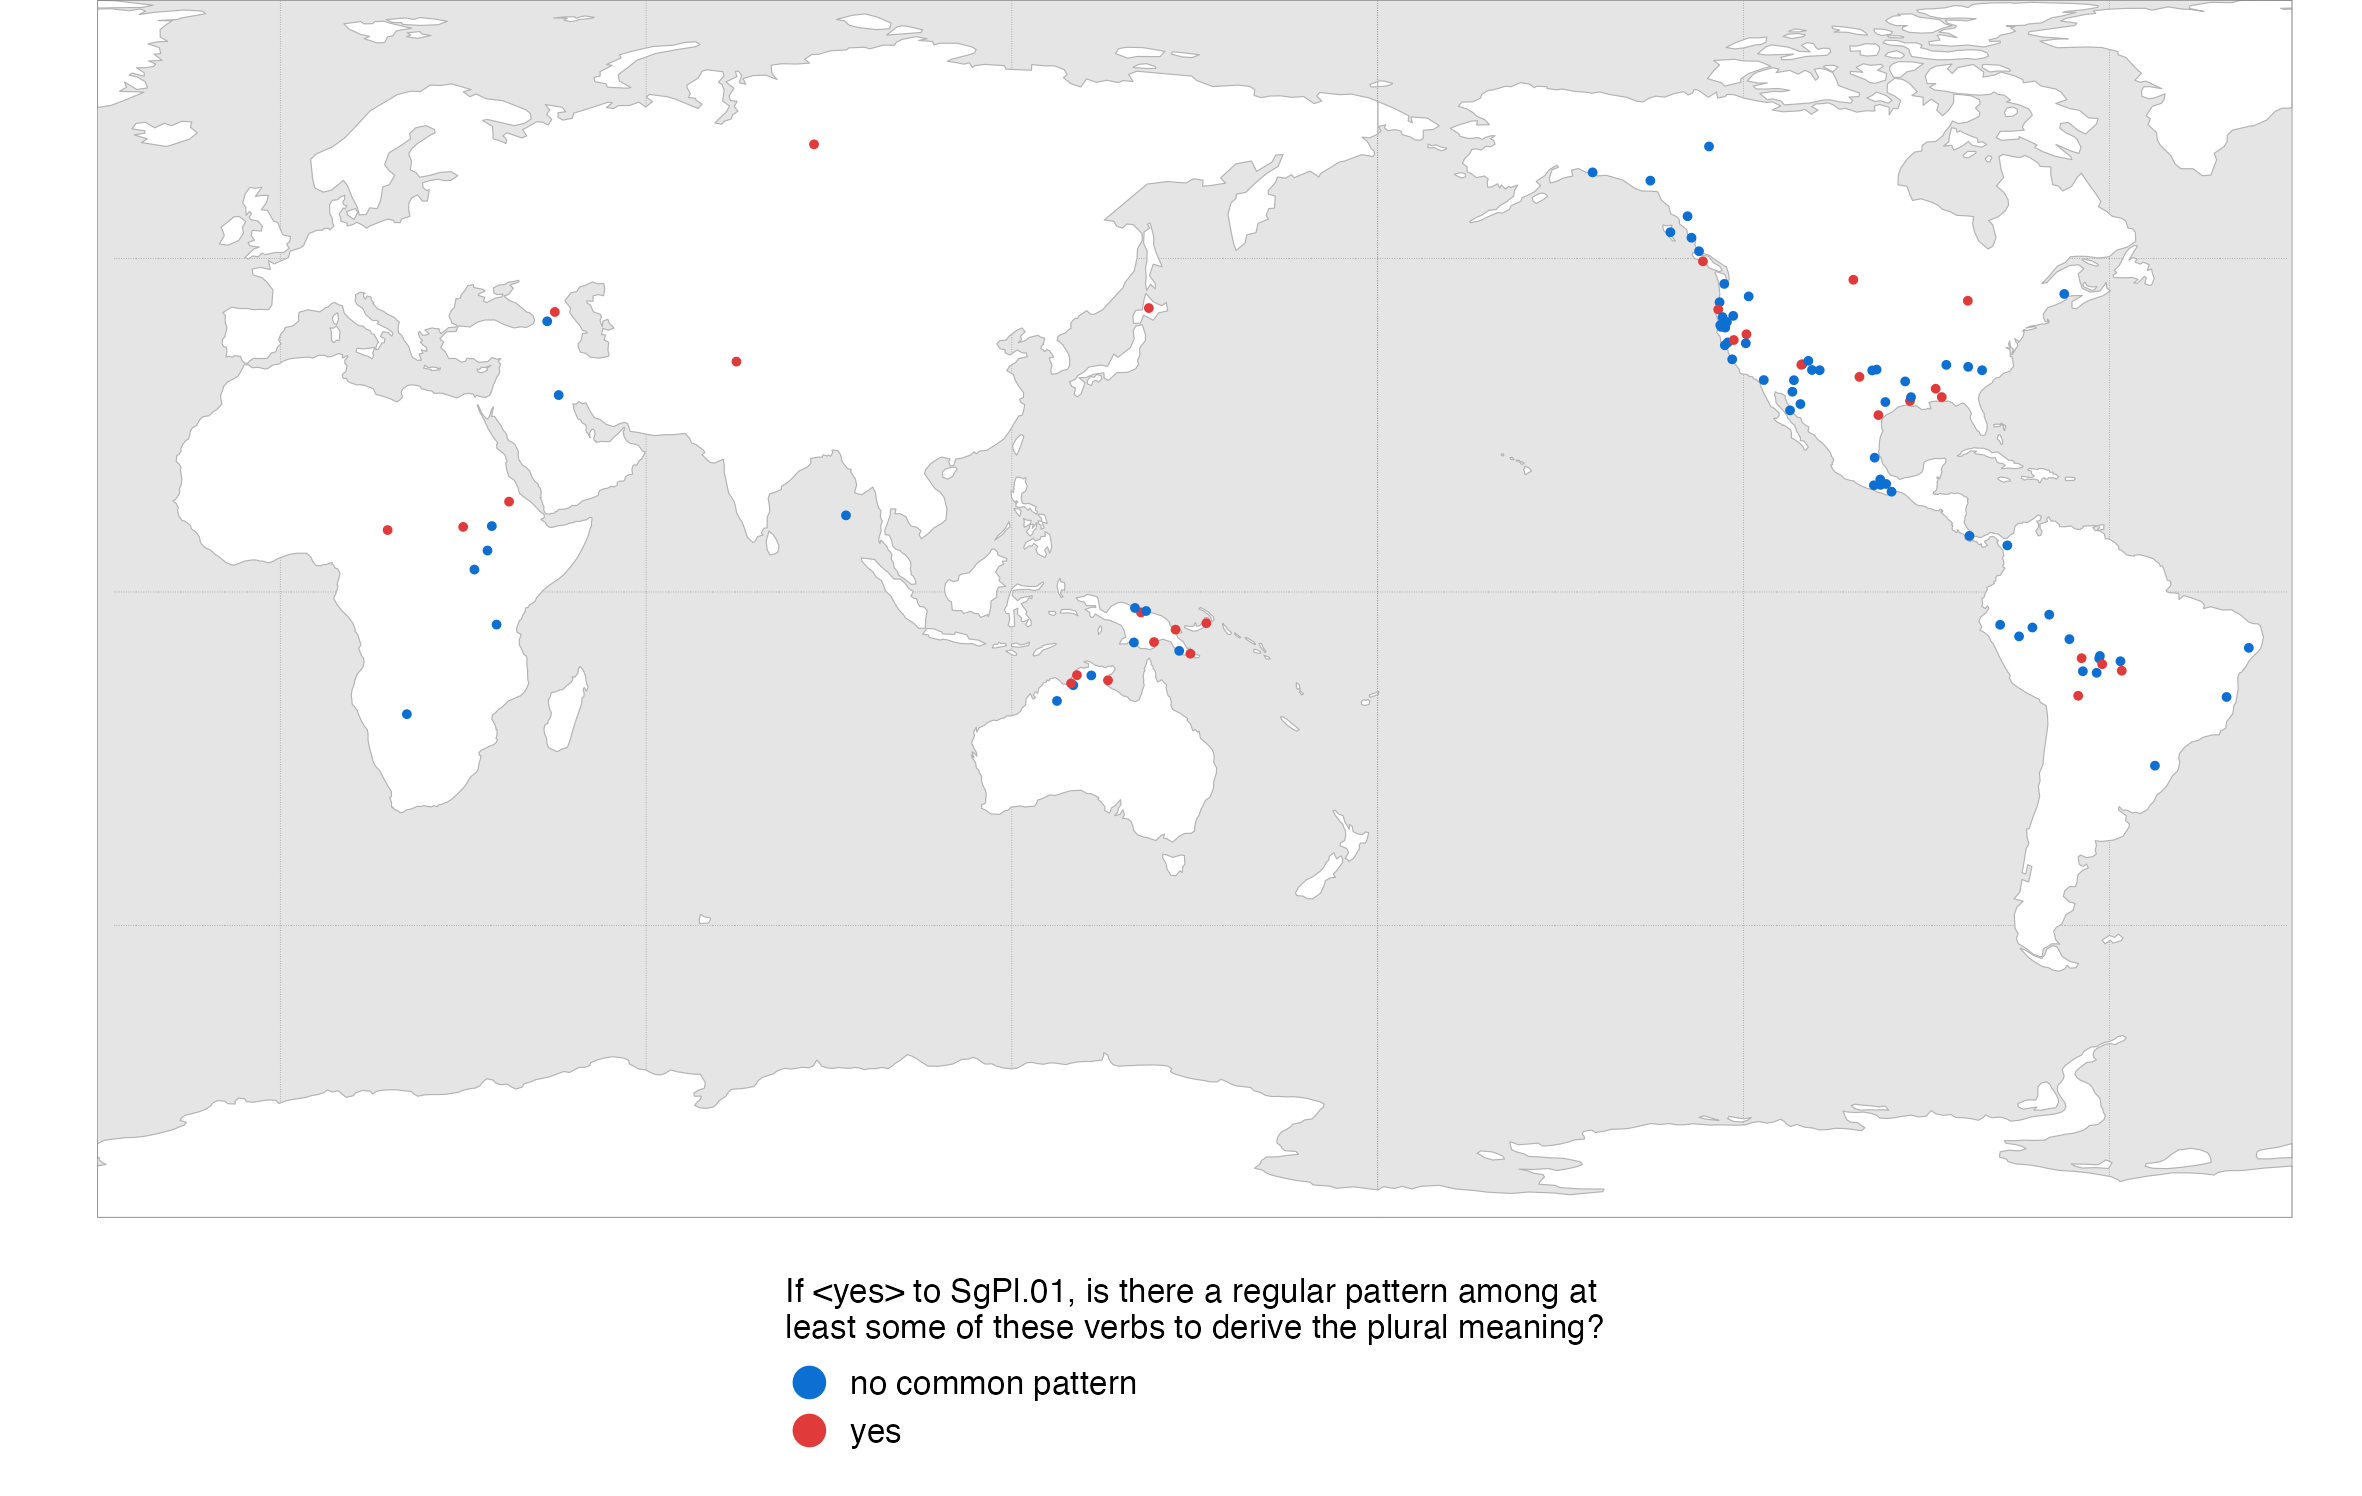 If <yes> to SgPl.01, is there a regular pattern among at
least some of these verbs to derive the plural meaning?
no common pattern
yes